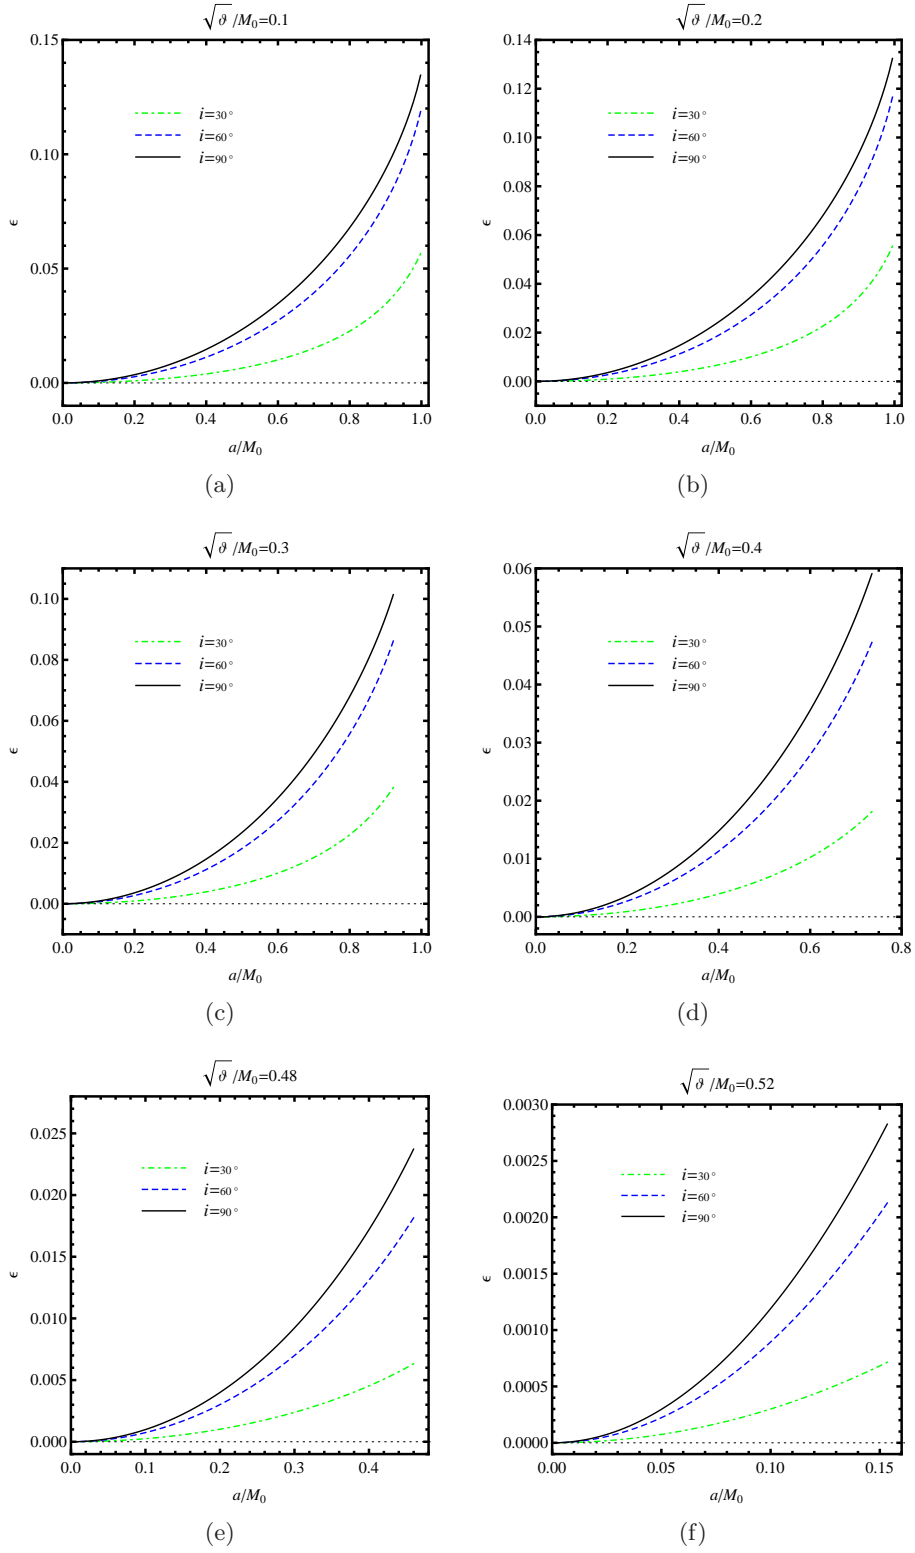 √ϑ/M₀=0.1
0.15
0.10
0.05
0.00
ϵ
i=30°
i=60°
i=90°
0.0 0.2 0.4 0.6 0.8 1.0
a/M₀
(a)
√ϑ/M₀=0.2
0.14
0.12
0.10
0.08
0.06
0.04
0.02
0.00
ϵ
i=30°
i=60°
i=90°
0.0 0.2 0.4 0.6 0.8 1.0
a/M₀
(b)
√ϑ/M₀=0.3
0.10
0.08
0.06
0.04
0.02
0.00
ϵ
i=30°
i=60°
i=90°
0.0 0.2 0.4 0.6 0.8 1.0
a/M₀
(c)
√ϑ/M₀=0.4
0.06
0.05
0.04
0.03
0.02
0.01
0.00
ϵ
i=30°
i=60°
i=90°
0.0 0.2 0.4 0.6 0.8
a/M₀
(d)
√ϑ/M₀=0.48
0.025
0.020
0.015
0.010
0.005
0.000
ϵ
i=30°
i=60°
i=90°
0.0 0.1 0.2 0.3 0.4
a/M₀
(e)
√ϑ/M₀=0.52
0.0030
0.0025
0.0020
0.0015
0.0010
0.0005
0.0000
ϵ
i=30°
i=60°
i=90°
0.00 0.05 0.10 0.15
a/M₀
(f)